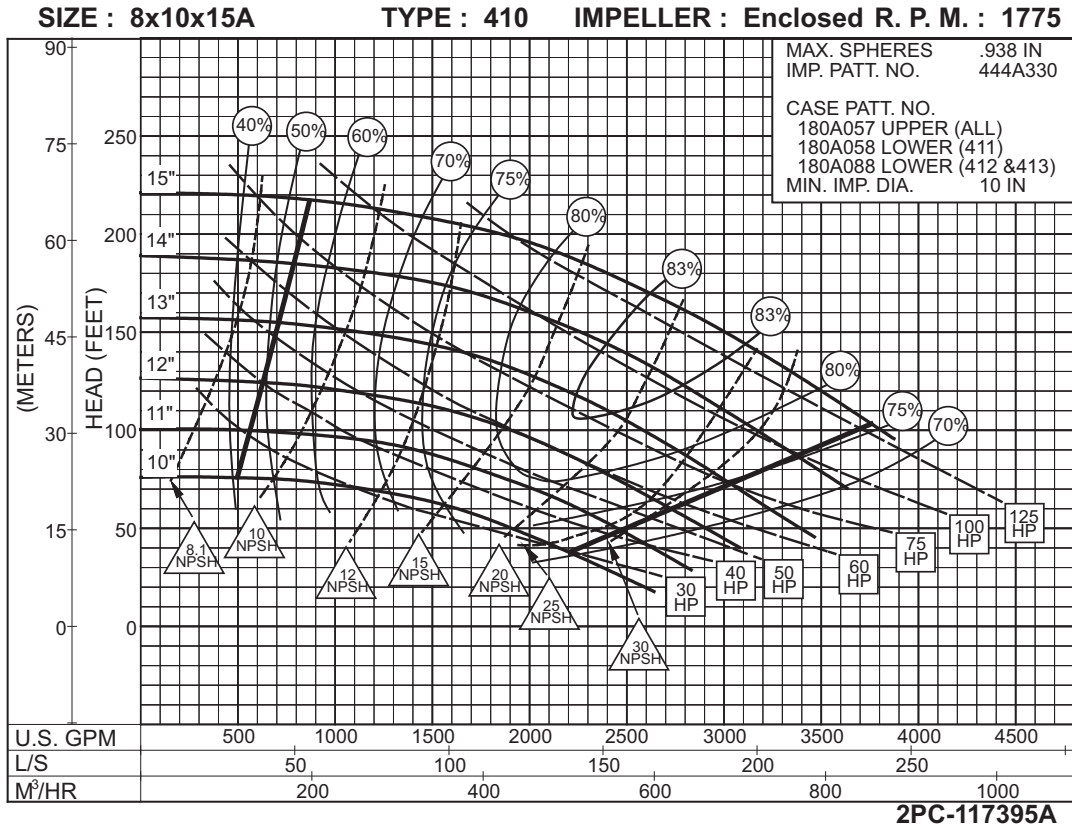 SIZE : 8x10x15A TYPE : 410 IMPELLER : Enclosed R. P. M. : 1775
MAX. SPHERES .938 IN
IMP. PATT. NO. 444A330
CASE PATT. NO.
180A057 UPPER (ALL)
180A058 LOWER (411)
180A088 LOWER (412 &413)
MIN. IMP. DIA. 10 IN
(METERS)
90
75
60
45
30
15
0
HEAD (FEET)
250
200
150
100
50
0
15"
14"
13"
12"
11"
10"
40%
50%
60%
70%
75%
80%
83%
83%
80%
75%
70%
8.1
NPSH
10
NPSH
12
NPSH
15
NPSH
20
NPSH
25
NPSH
30
NPSH
30
HP
40
HP
50
HP
60
HP
75
HP
100
HP
125
HP
U.S. GPM 500 1000 1500 2000 2500 3000 3500 4000 4500
L/S 50 100 150 200 250
M³/HR 200 400 600 800 1000
2PC-117395A